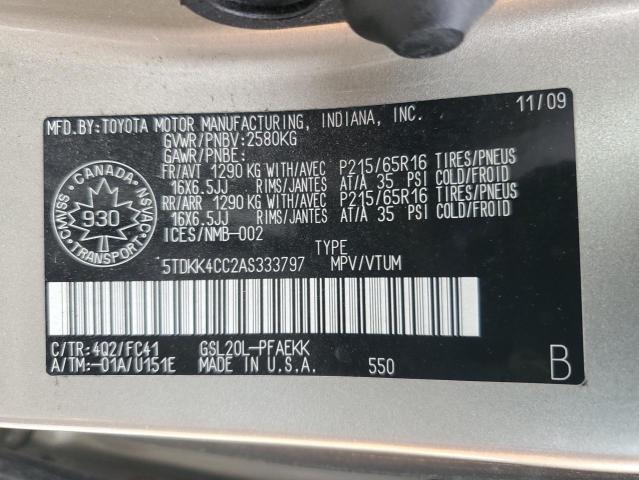 MFD.BY:TOYOTA MOTOR MANUFACTURING, INDIANA, INC. 11/09
GVWR/PNBV:2580KG
GAWR/PNBE:
FR/AVT 1290 KG WITH/AVEC P215/65R16 TIRES/PNEUS
16X6.5JJ RIMS/JANTES AT/A 35 PSI COLD/FROID
RR/ARR 1290 KG WITH/AVEC P215/65R16 TIRES/PNEUS
16X6.5JJ RIMS/JANTES AT/A 35 PSI COLD/FROID
ICES/NMB-002
CANADA
CMVSS
NSVAC
930
TRANSPORT
TYPE
5TDKK4CC2AS333797 MPV/VTUM
C/TR:4Q2/FC41 GSL20L-PFAEKK
A/TM:-01A/U151E MADE IN U.S.A. 550 B